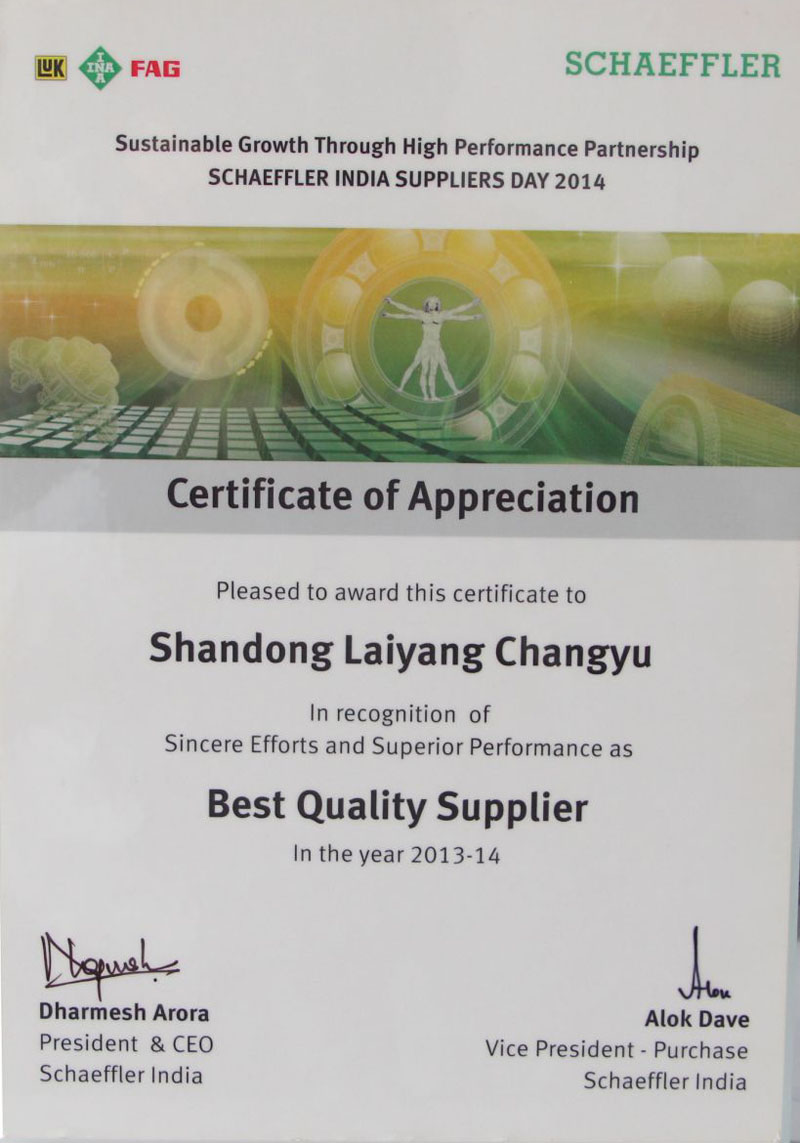 LUK INA FAG SCHAEFFLER
Sustainable Growth Through High Performance Partnership
SCHAEFFLER INDIA SUPPLIERS DAY 2014
Certificate of Appreciation
Pleased to award this certificate to
Shandong Laiyang Changyu
In recognition of
Sincere Efforts and Superior Performance as
Best Quality Supplier
In the year 2013-14
Dharmesh Arora
President & CEO
Schaeffler India
Alok Dave
Vice President - Purchase
Schaeffler India